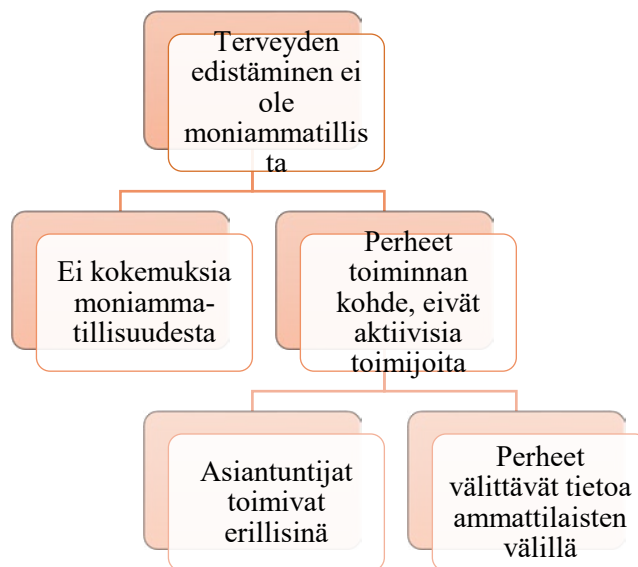 Terveyden
edistäminen ei
ole
moniammatillis
ta
Ei kokemuksia
moniamma-
tillisuudesta
Perheet
toiminnan
kohde, eivät
aktiivisia
toimijoita
Asiantuntijat
toimivat
erillisinä
Perheet
välittävät tietoa
ammattilaisten
välillä